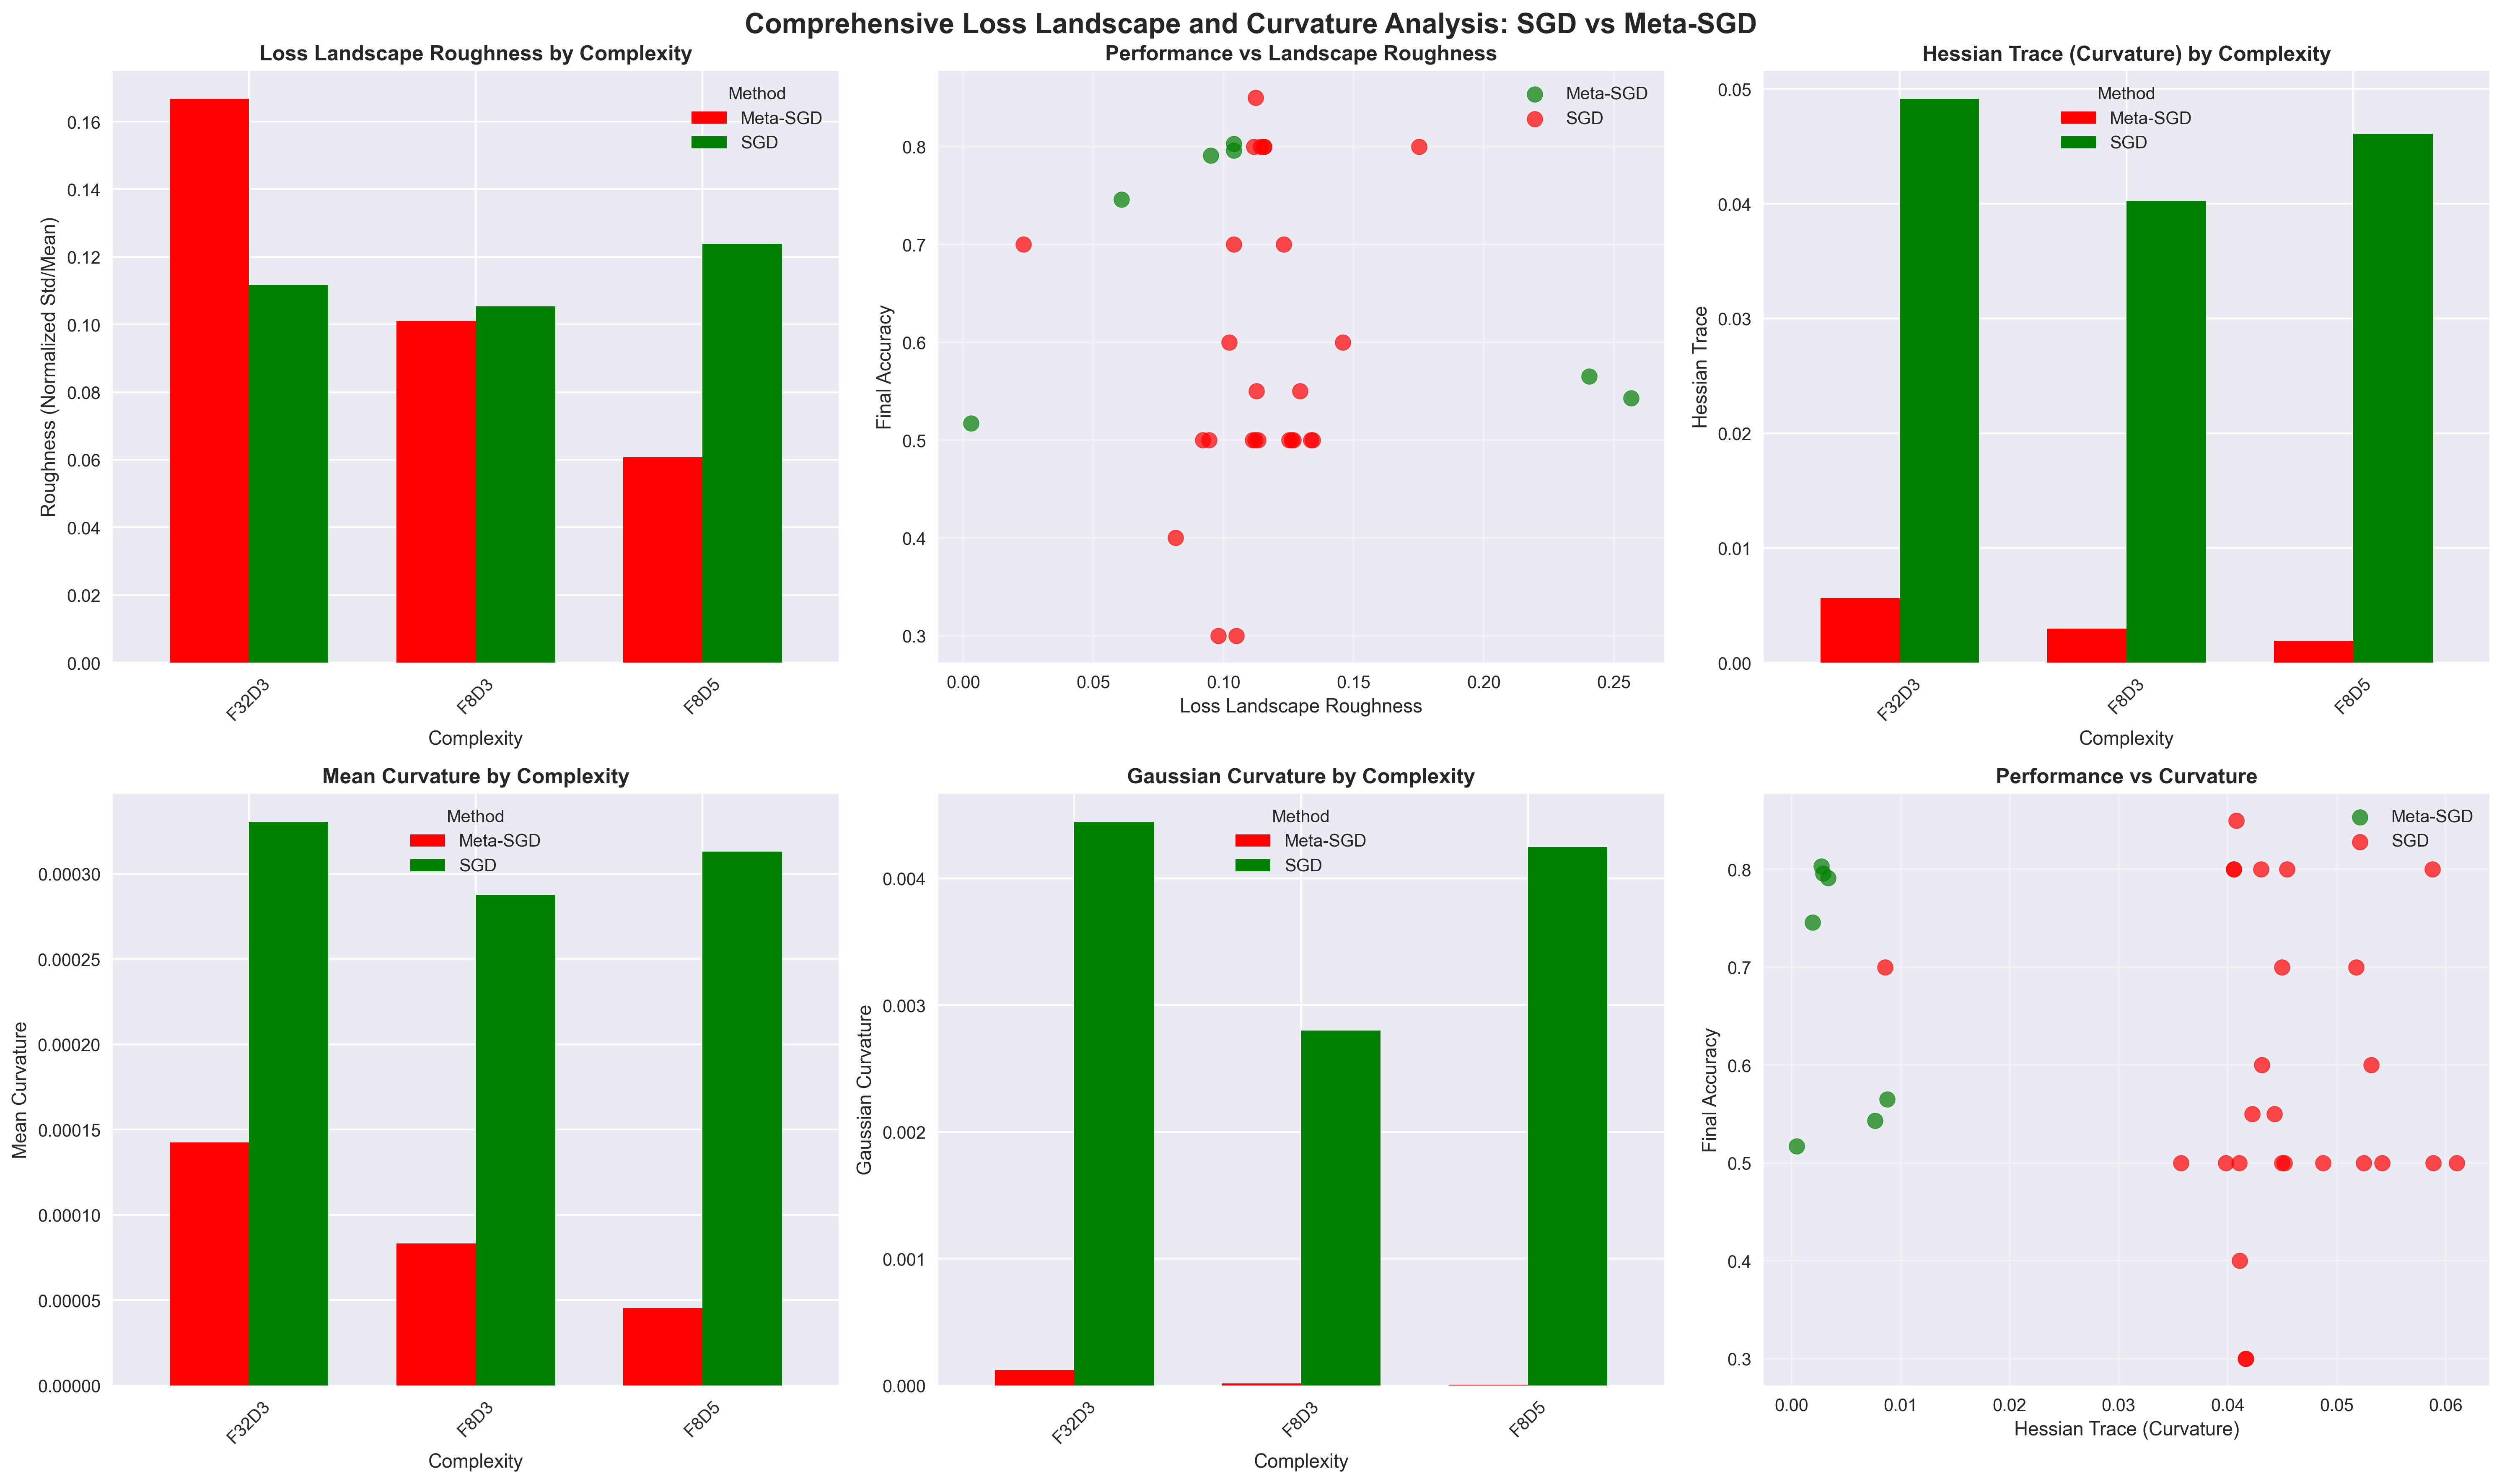 Comprehensive Loss Landscape and Curvature Analysis: SGD vs Meta-SGD
Loss Landscape Roughness by Complexity
Roughness (Normalized Std/Mean)
0.16
0.14
0.12
0.10
0.08
0.06
0.04
0.02
0.00
Method
Meta-SGD
SGD
F32D3
F8D3
F8D5
Complexity
Performance vs Landscape Roughness
Final Accuracy
0.8
0.7
0.6
0.5
0.4
0.3
Meta-SGD
SGD
0.00 0.05 0.10 0.15 0.20 0.25
Loss Landscape Roughness
Hessian Trace (Curvature) by Complexity
Hessian Trace
0.05
0.04
0.03
0.02
0.01
0.00
Method
Meta-SGD
SGD
F32D3
F8D3
F8D5
Complexity
Mean Curvature by Complexity
Mean Curvature
0.00030
0.00025
0.00020
0.00015
0.00010
0.00005
0.00000
Method
Meta-SGD
SGD
F32D3
F8D3
F8D5
Complexity
Gaussian Curvature by Complexity
Gaussian Curvature
0.004
0.003
0.002
0.001
0.000
Method
Meta-SGD
SGD
F32D3
F8D3
F8D5
Complexity
Performance vs Curvature
Final Accuracy
0.8
0.7
0.6
0.5
0.4
0.3
Meta-SGD
SGD
0.00 0.01 0.02 0.03 0.04 0.05 0.06
Hessian Trace (Curvature)